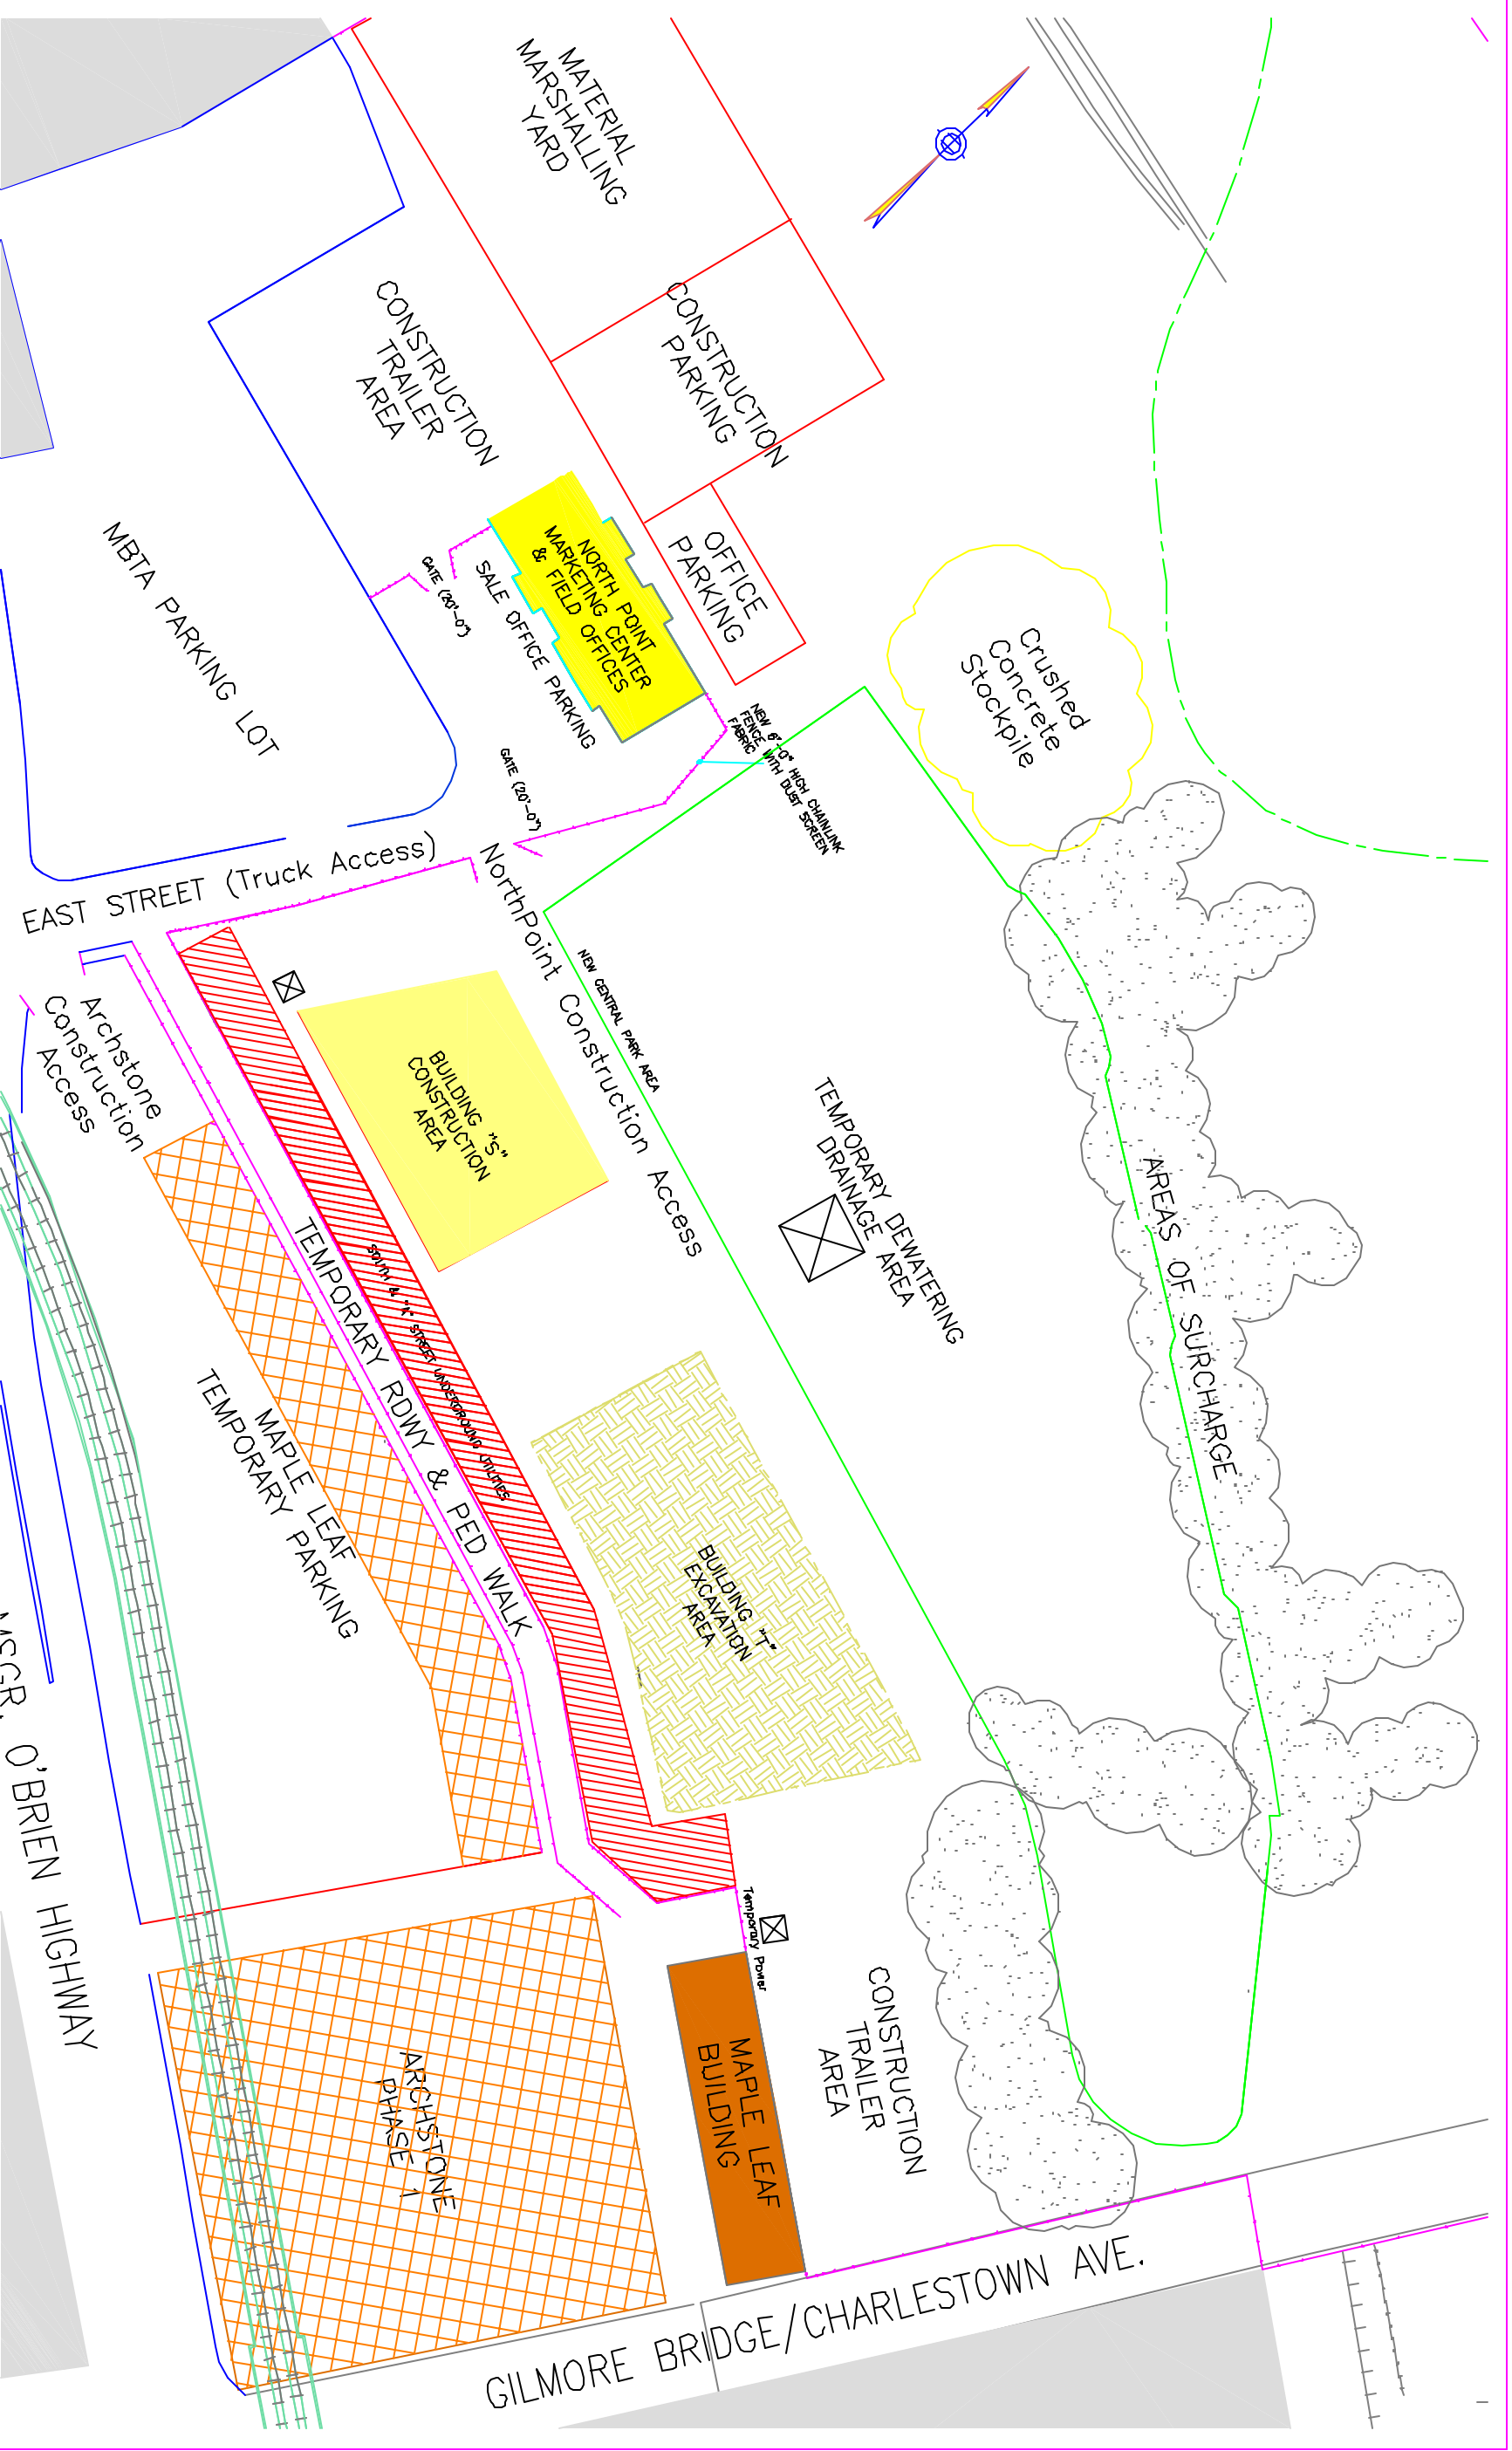 MATERIAL
MARSHALLING
YARD
CONSTRUCTION
TRAILER
AREA
CONSTRUCTION
PARKING
OFFICE
PARKING
NORTH POINT
MARKETING CENTER
& FIELD OFFICES
SALE OFFICE PARKING
GATE (20'-0")
GATE (20'-0")
MBTA PARKING LOT
NEW 6'-0" HIGH CHAINLINK
FENCE WITH DUST SCREEN
FABRIC
Crushed
Concrete
Stockpile
EAST STREET (Truck Access)
NorthPoint Construction Access
NEW CENTRAL PARK AREA
Archstone
Construction
Access
BUILDING "S"
CONSTRUCTION
AREA
TEMPORARY DEWATERING
DRAINAGE AREA
AREAS OF SURCHARGE
TEMPORARY RDWY & PED WALK
SOUTH & "A" STREET UNDERGROUND UTILITIES
MAPLE LEAF
TEMPORARY PARKING
BUILDING "T"
EXCAVATION
AREA
MSGR. O'BRIEN HIGHWAY
Temporary Power
CONSTRUCTION
TRAILER
AREA
MAPLE LEAF
BUILDING
ARCHSTONE
PHASE 1
GILMORE BRIDGE/CHARLESTOWN AVE.